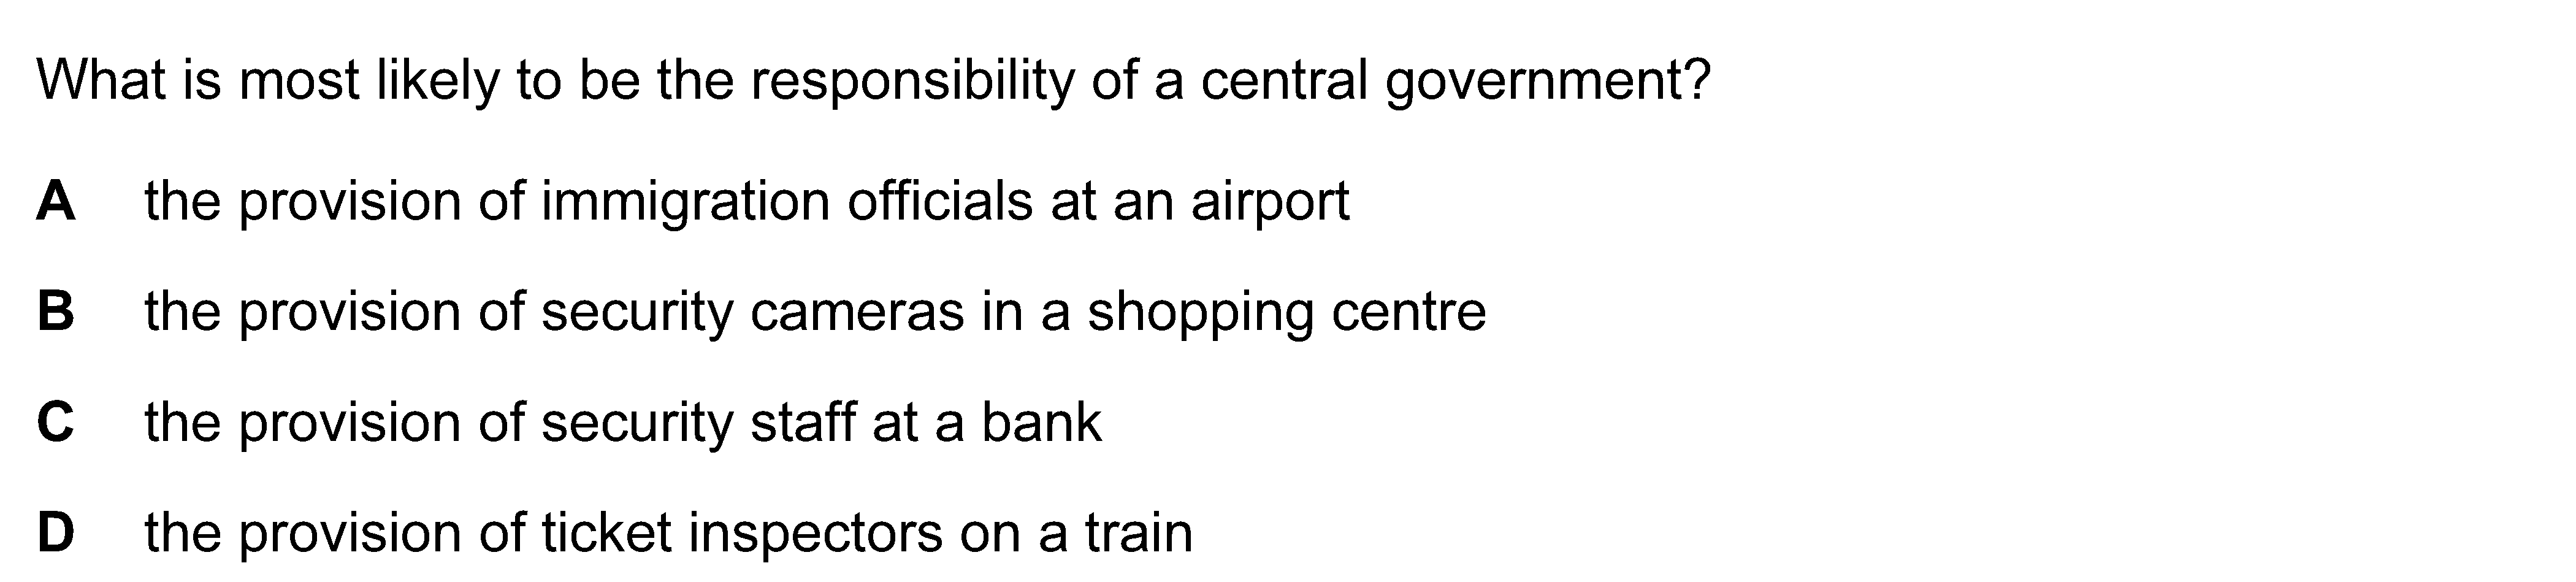 What is most likely to be the responsibility of a central government?
A the provision of immigration officials at an airport
B the provision of security cameras in a shopping centre
C the provision of security staff at a bank
D the provision of ticket inspectors on a train